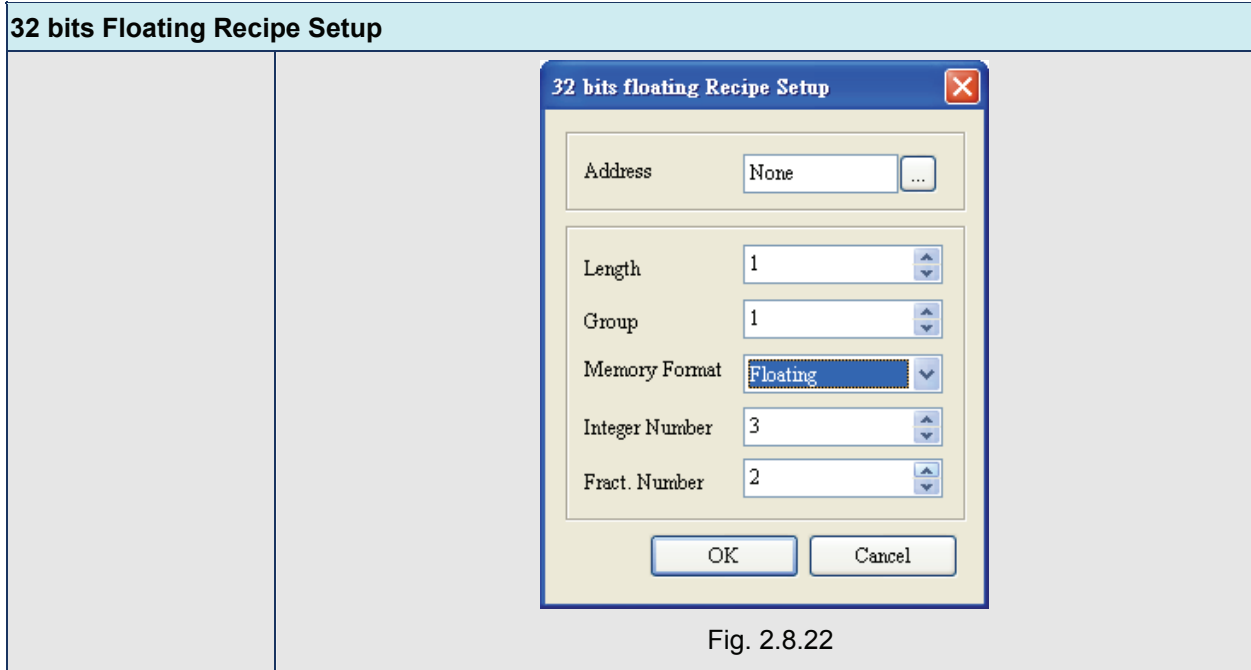 32 bits Floating Recipe Setup
32 bits floating Recipe Setup
Address None ...
Length 1
Group 1
Memory Format Floating
Integer Number 3
Fract. Number 2
OK Cancel
Fig. 2.8.22